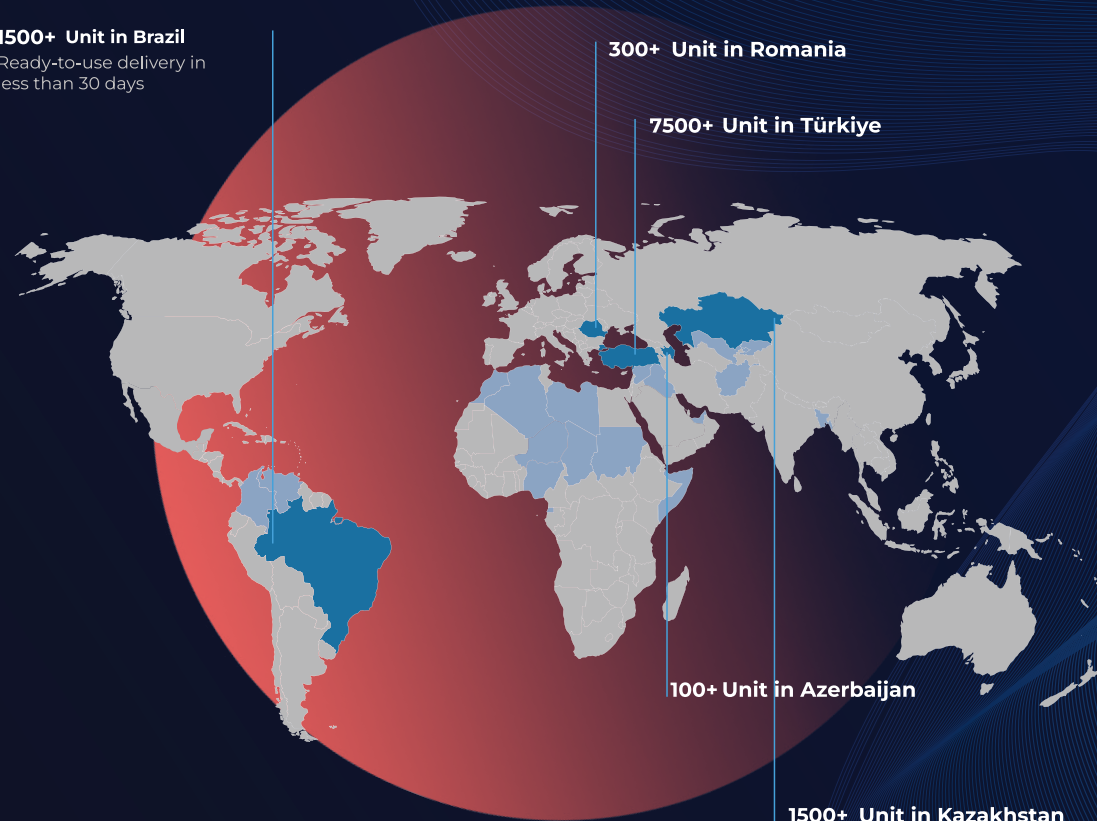 1500+ Unit in Brazil
Ready-to-use delivery in
less than 30 days
300+ Unit in Romania
7500+ Unit in Türkiye
100+ Unit in Azerbaijan
1500+ Unit in Kazakhstan